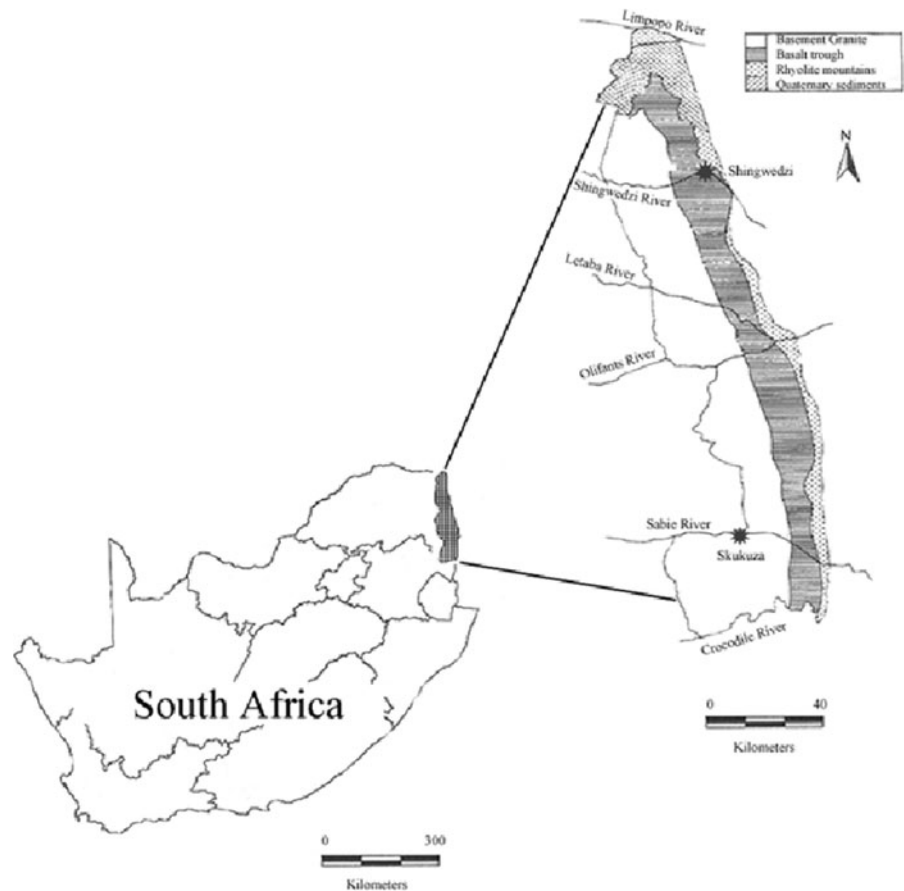 Limpopo River
Basement Granite
Basalt trough
Rhyolite mountains
Quaternary sediments
N
Shingwedzi
Shingwedzi River
Letaba River
Olifants River
Sabie River
Skukuza
Crocodile River
South Africa
0 40
Kilometers
0 300
Kilometers